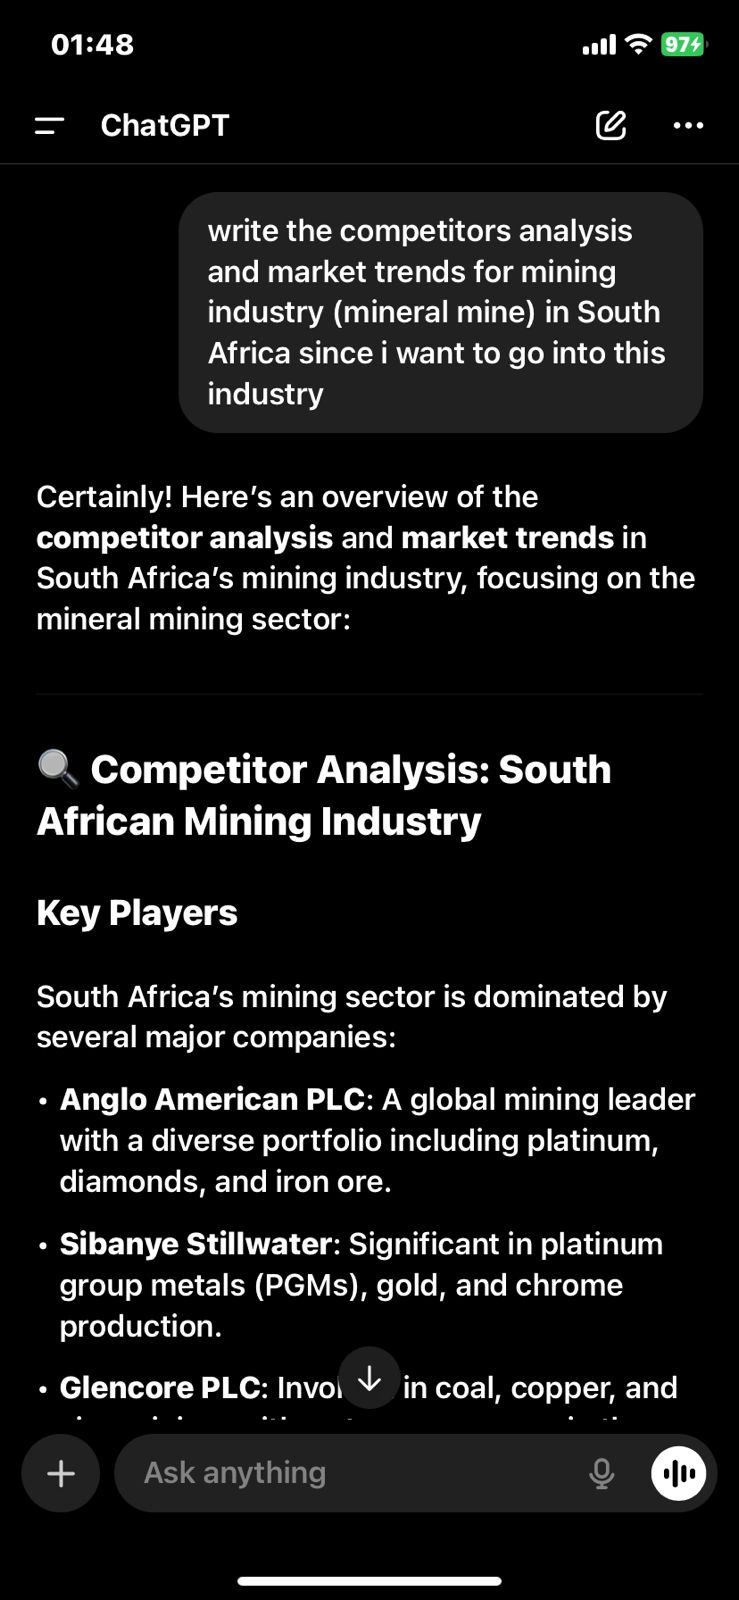 01:48
97
ChatGPT
write the competitors analysis
and market trends for mining
industry (mineral mine) in South
Africa since i want to go into this
industry
Certainly! Here’s an overview of the
competitor analysis and market trends in
South Africa’s mining industry, focusing on the
mineral mining sector:
🔍 Competitor Analysis: South
African Mining Industry
Key Players
South Africa’s mining sector is dominated by
several major companies:
• Anglo American PLC: A global mining leader
with a diverse portfolio including platinum,
diamonds, and iron ore.
• Sibanye Stillwater: Significant in platinum
group metals (PGMs), gold, and chrome
production.
• Glencore PLC: in coal, copper, and
Ask anything